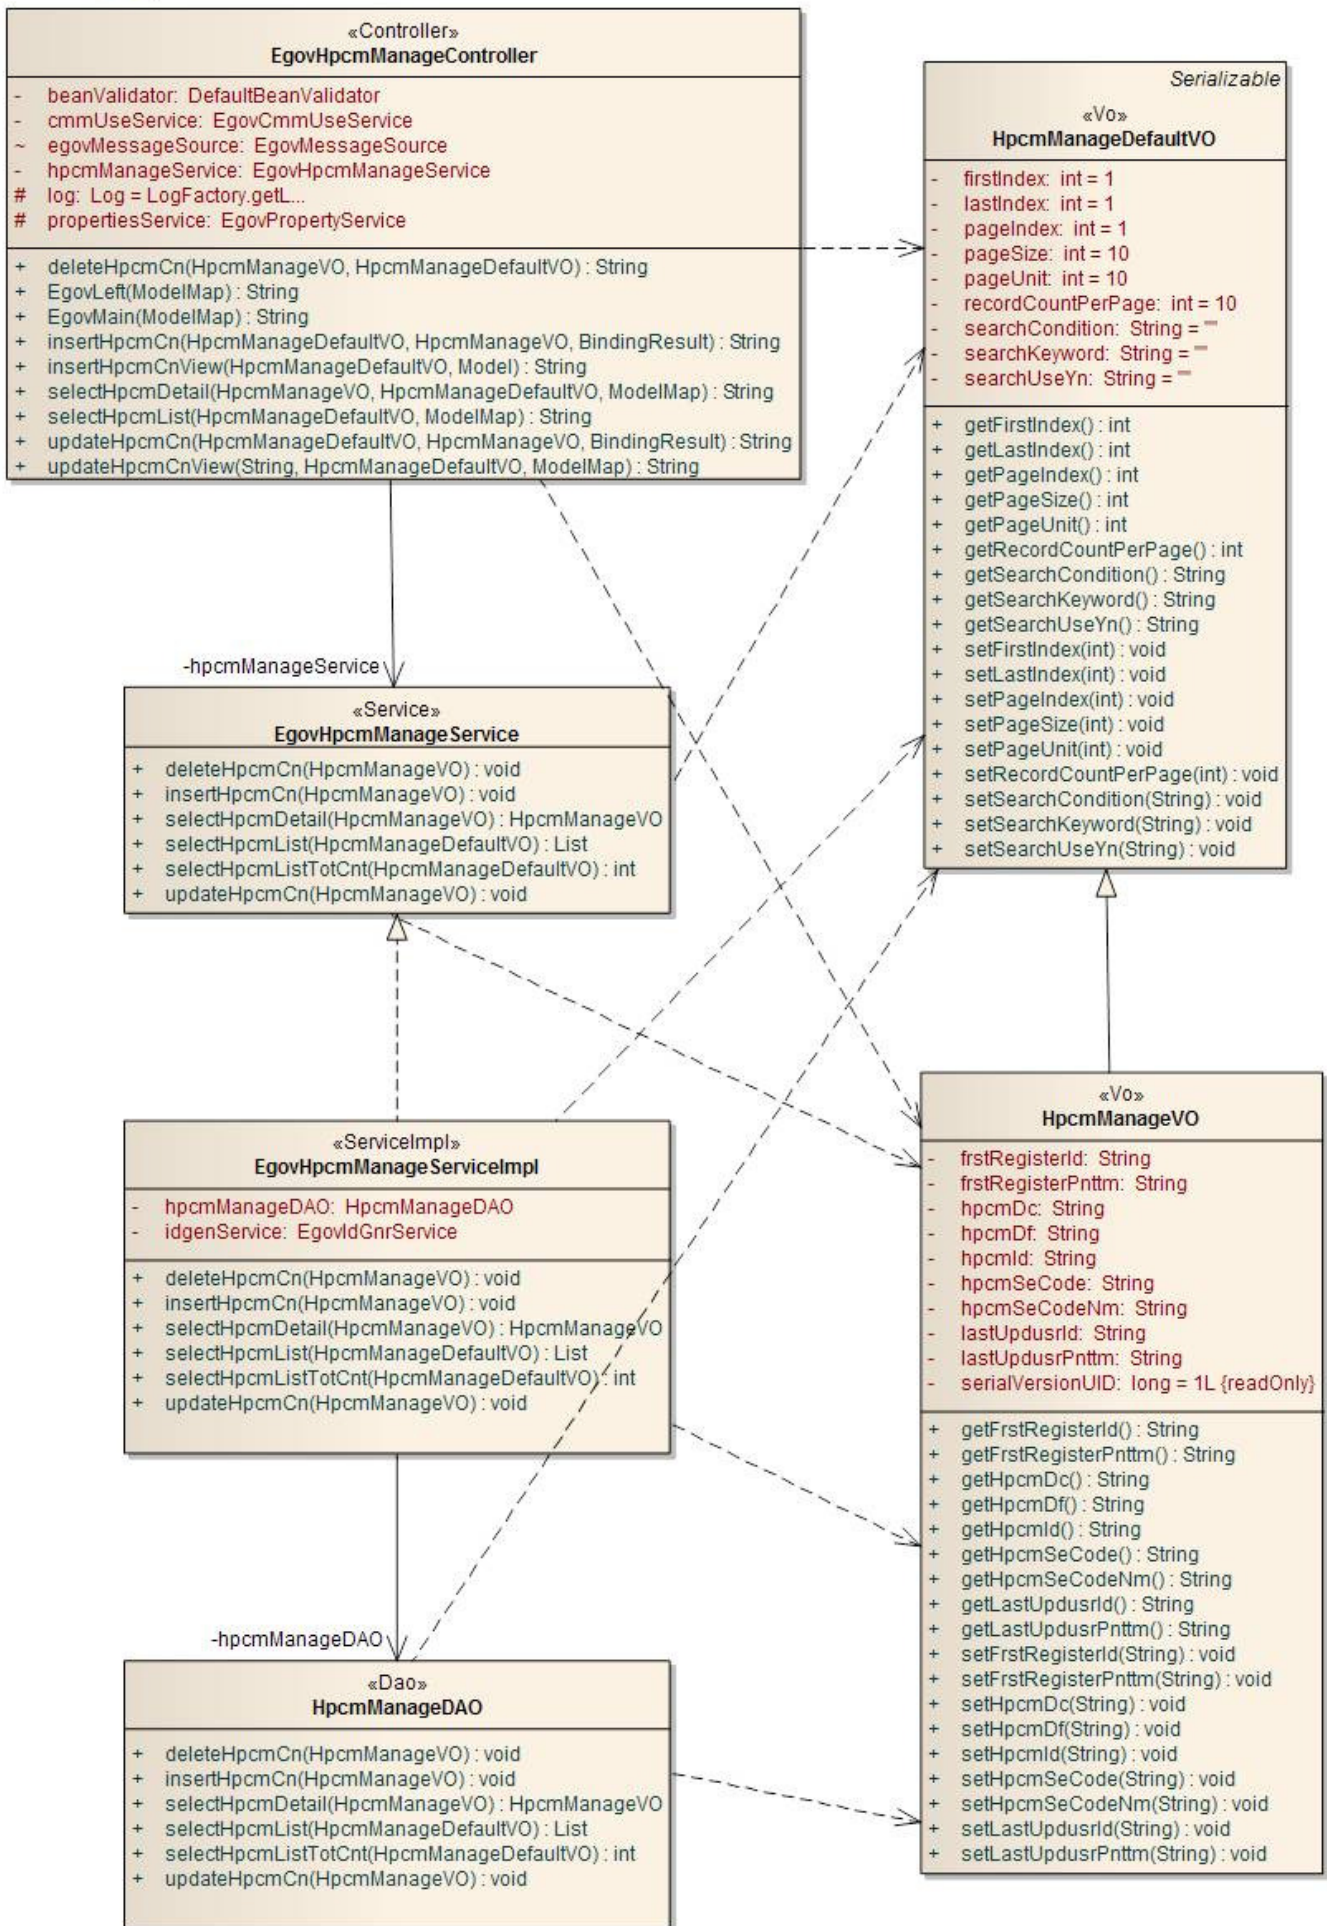 «Controller»
EgovHpcmManageController
- beanValidator: DefaultBeanValidator
- cmmUseService: EgovCmmUseService
~ egovMessageSource: EgovMessageSource
- hpcmManageService: EgovHpcmManageService
# log: Log = LogFactory.getL...
# propertiesService: EgovPropertyService
+ deleteHpcmCn(HpcmManageVO, HpcmManageDefaultVO) : String
+ EgovLeft(ModelMap) : String
+ EgovMain(ModelMap) : String
+ insertHpcmCn(HpcmManageDefaultVO, HpcmManageVO, BindingResult) : String
+ insertHpcmCnView(HpcmManageDefaultVO, Model) : String
+ selectHpcmDetail(HpcmManageVO, HpcmManageDefaultVO, ModelMap) : String
+ selectHpcmList(HpcmManageDefaultVO, ModelMap) : String
+ updateHpcmCn(HpcmManageDefaultVO, HpcmManageVO, BindingResult) : String
+ updateHpcmCnView(String, HpcmManageDefaultVO, ModelMap) : String
Serializable
«Vo»
HpcmManageDefaultVO
- firstIndex: int = 1
- lastIndex: int = 1
- pageIndex: int = 1
- pageSize: int = 10
- pageUnit: int = 10
- recordCountPerPage: int = 10
- searchCondition: String = ""
- searchKeyword: String = ""
- searchUseYn: String = ""
+ getFirstIndex() : int
+ getLastIndex() : int
+ getPageIndex() : int
+ getPageSize() : int
+ getPageUnit() : int
+ getRecordCountPerPage() : int
+ getSearchCondition() : String
+ getSearchKeyword() : String
+ getSearchUseYn() : String
+ setFirstIndex(int) : void
+ setLastIndex(int) : void
+ setPageIndex(int) : void
+ setPageSize(int) : void
+ setPageUnit(int) : void
+ setRecordCountPerPage(int) : void
+ setSearchCondition(String) : void
+ setSearchKeyword(String) : void
+ setSearchUseYn(String) : void
-hpcmManageService
«Service»
EgovHpcmManageService
+ deleteHpcmCn(HpcmManageVO) : void
+ insertHpcmCn(HpcmManageVO) : void
+ selectHpcmDetail(HpcmManageVO) : HpcmManageVO
+ selectHpcmList(HpcmManageDefaultVO) : List
+ selectHpcmListTotCnt(HpcmManageDefaultVO) : int
+ updateHpcmCn(HpcmManageVO) : void
«ServiceImpl»
EgovHpcmManageServiceImpl
- hpcmManageDAO: HpcmManageDAO
- idgenService: EgovIdGnrService
+ deleteHpcmCn(HpcmManageVO) : void
+ insertHpcmCn(HpcmManageVO) : void
+ selectHpcmDetail(HpcmManageVO) : HpcmManageVO
+ selectHpcmList(HpcmManageDefaultVO) : List
+ selectHpcmListTotCnt(HpcmManageDefaultVO) : int
+ updateHpcmCn(HpcmManageVO) : void
«Vo»
HpcmManageVO
- frstRegisterId: String
- frstRegisterPnttm: String
- hpcmDc: String
- hpcmDf: String
- hpcmId: String
- hpcmSeCode: String
- hpcmSeCodeNm: String
- lastUpdusrId: String
- lastUpdusrPnttm: String
- serialVersionUID: long = 1L {readOnly}
+ getFrstRegisterId() : String
+ getFrstRegisterPnttm() : String
+ getHpcmDc() : String
+ getHpcmDf() : String
+ getHpcmId() : String
+ getHpcmSeCode() : String
+ getHpcmSeCodeNm() : String
+ getLastUpdusrId() : String
+ getLastUpdusrPnttm() : String
+ setFrstRegisterId(String) : void
+ setFrstRegisterPnttm(String) : void
+ setHpcmDc(String) : void
+ setHpcmDf(String) : void
+ setHpcmId(String) : void
+ setHpcmSeCode(String) : void
+ setHpcmSeCodeNm(String) : void
+ setLastUpdusrId(String) : void
+ setLastUpdusrPnttm(String) : void
-hpcmManageDAO
«Dao»
HpcmManageDAO
+ deleteHpcmCn(HpcmManageVO) : void
+ insertHpcmCn(HpcmManageVO) : void
+ selectHpcmDetail(HpcmManageVO) : HpcmManageVO
+ selectHpcmList(HpcmManageDefaultVO) : List
+ selectHpcmListTotCnt(HpcmManageDefaultVO) : int
+ updateHpcmCn(HpcmManageVO) : void